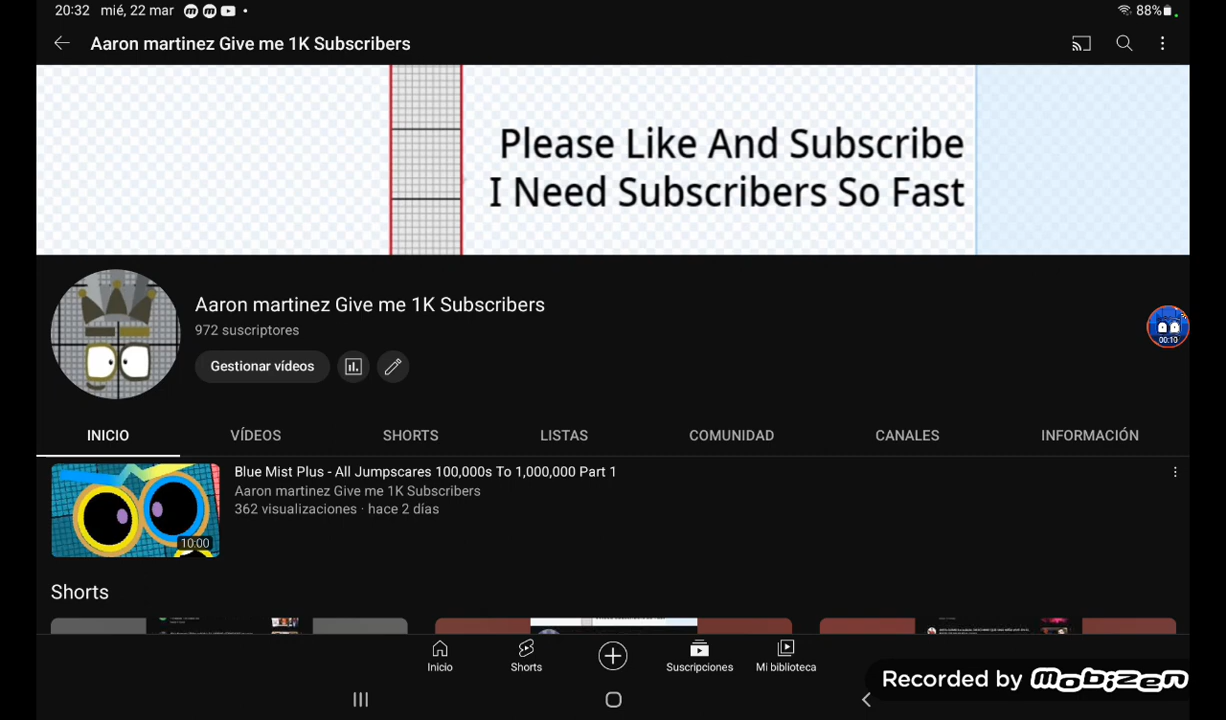 20:32 mié, 22 mar
88%
Aaron martinez Give me 1K Subscribers
Please Like And Subscribe
I Need Subscribers So Fast
Aaron martinez Give me 1K Subscribers
972 suscriptores
Gestionar vídeos
00:10
INICIO VÍDEOS SHORTS LISTAS COMUNIDAD CANALES INFORMACIÓN
Blue Mist Plus - All Jumpscares 100,000s To 1,000,000 Part 1
Aaron martinez Give me 1K Subscribers
362 visualizaciones · hace 2 días
10:00
Shorts
Inicio Shorts Suscripciones Mi biblioteca
Recorded by mobizen